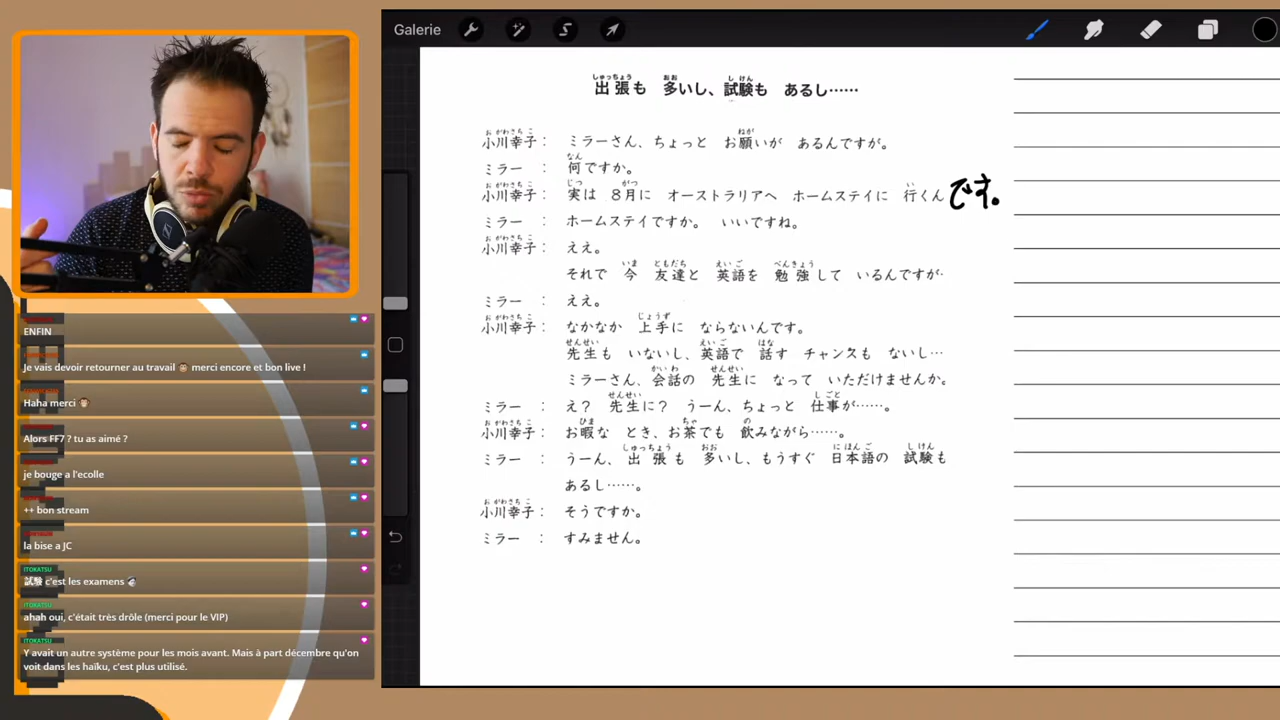 Galerie
出張も 多いし、試験も あるし……
小川幸子： ミラーさん、ちょっと お願いが あるんですが。
ミラー ： 何ですか。
小川幸子： 実は ８月に オーストラリアへ ホームステイに 行くんです。
ミラー ： ホームステイですか。 いいですね。
小川幸子： ええ。
それで 今 友達と 英語を 勉強して いるんですが…
ミラー ： ええ。
小川幸子： なかなか 上手に ならないんです。
先生も いないし、英語で 話す チャンスも ないし…
ミラーさん、会話の 先生に なって いただけませんか。
ミラー ： え？ 先生に？ うーん、ちょっと 仕事が……。
小川幸子： お暇な とき、お茶でも 飲みながら……。
ミラー ： うーん、出張も 多いし、もうすぐ 日本語の 試験も
あるし……。
小川幸子： そうですか。
ミラー ： すみません。
ENFIN
Je vais devoir retourner au travail merci encore et bon live !
Haha merci
Alors FF7 ? tu as aimé ?
je bouge a l'ecolle
++ bon stream
la bise a JC
ITOKATSU
試験 c'est les examens
ITOKATSU
ahah oui, c'était très drôle (merci pour le VIP)
ITOKATSU
Y avait un autre système pour les mois avant. Mais à part décembre qu'on
voit dans les haïku, c'est plus utilisé.